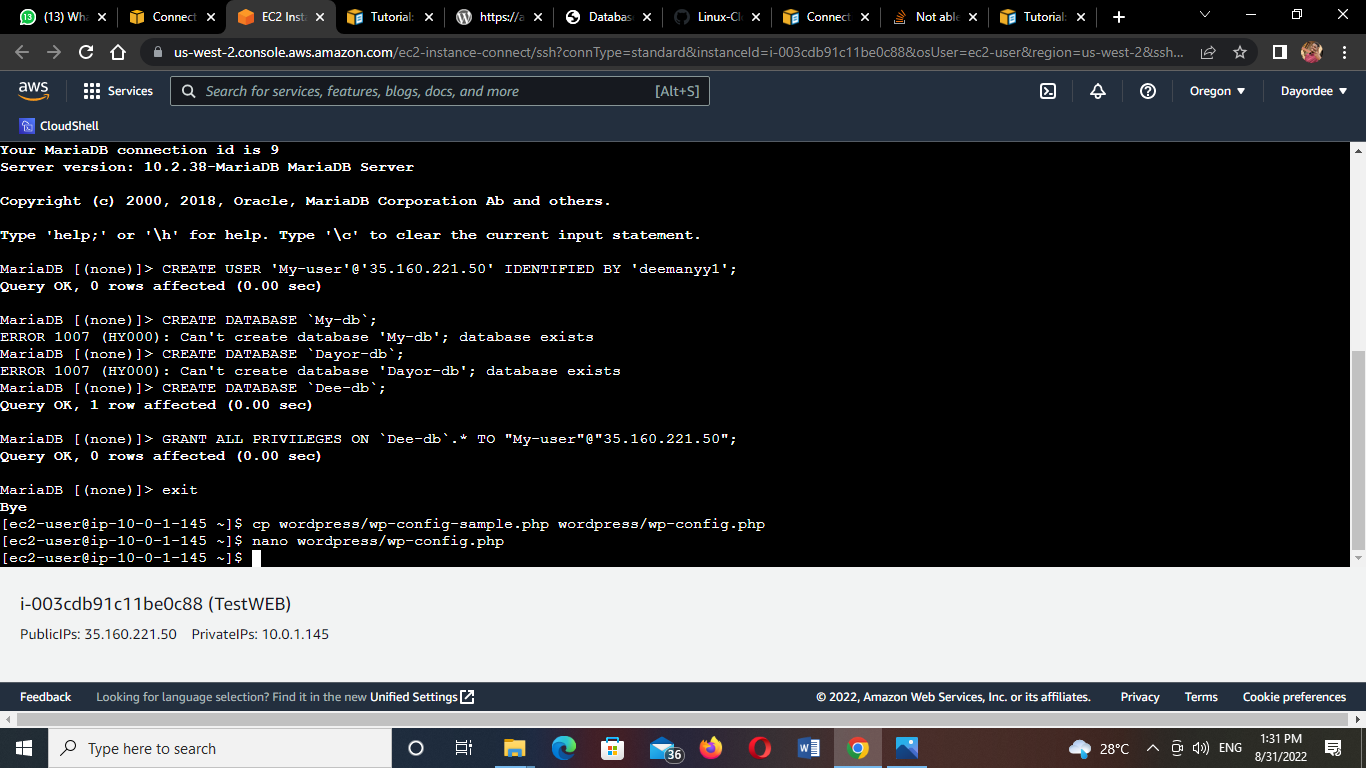 (13) Wha
Connect
EC2 Inst
Tutorial:
https://a
Databas
Linux-Cl
Connect
Not able
Tutorial:
us-west-2.console.aws.amazon.com/ec2-instance-connect/ssh?connType=standard&instanceId=i-003cdb91c11be0c88&osUser=ec2-user&region=us-west-2&ssh...
aws
Services
Search for services, features, blogs, docs, and more
[Alt+S]
Oregon
Dayordee
CloudShell
Your MariaDB connection id is 9
Server version: 10.2.38-MariaDB MariaDB Server
Copyright (c) 2000, 2018, Oracle, MariaDB Corporation Ab and others.
Type 'help;' or '\h' for help. Type '\c' to clear the current input statement.
MariaDB [(none)]> CREATE USER 'My-user'@'35.160.221.50' IDENTIFIED BY 'deemanyy1';
Query OK, 0 rows affected (0.00 sec)
MariaDB [(none)]> CREATE DATABASE `My-db`;
ERROR 1007 (HY000): Can't create database 'My-db'; database exists
MariaDB [(none)]> CREATE DATABASE `Dayor-db`;
ERROR 1007 (HY000): Can't create database 'Dayor-db'; database exists
MariaDB [(none)]> CREATE DATABASE `Dee-db`;
Query OK, 1 row affected (0.00 sec)
MariaDB [(none)]> GRANT ALL PRIVILEGES ON `Dee-db`.* TO "My-user"@"35.160.221.50";
Query OK, 0 rows affected (0.00 sec)
MariaDB [(none)]> exit
Bye
[ec2-user@ip-10-0-1-145 ~]$ cp wordpress/wp-config-sample.php wordpress/wp-config.php
[ec2-user@ip-10-0-1-145 ~]$ nano wordpress/wp-config.php
[ec2-user@ip-10-0-1-145 ~]$
i-003cdb91c11be0c88 (TestWEB)
PublicIPs: 35.160.221.50 PrivateIPs: 10.0.1.145
Feedback
Looking for language selection? Find it in the new Unified Settings
© 2022, Amazon Web Services, Inc. or its affiliates.
Privacy
Terms
Cookie preferences
Type here to search
36
28°C
ENG
1:31 PM
8/31/2022